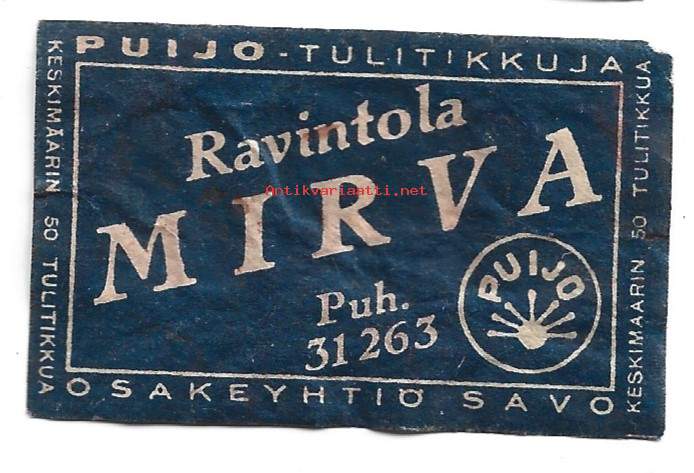 PUIJO-TULITIKKUJA
KESKIMÄÄRIN 50 TULITIKKUA
Ravintola
MIRVA
Antikvariaatti.net
Puh.
31 263
PUIJO
KESKIMÄÄRIN 50 TULITIKKUA
OSAKEYHTIÖ SAVO